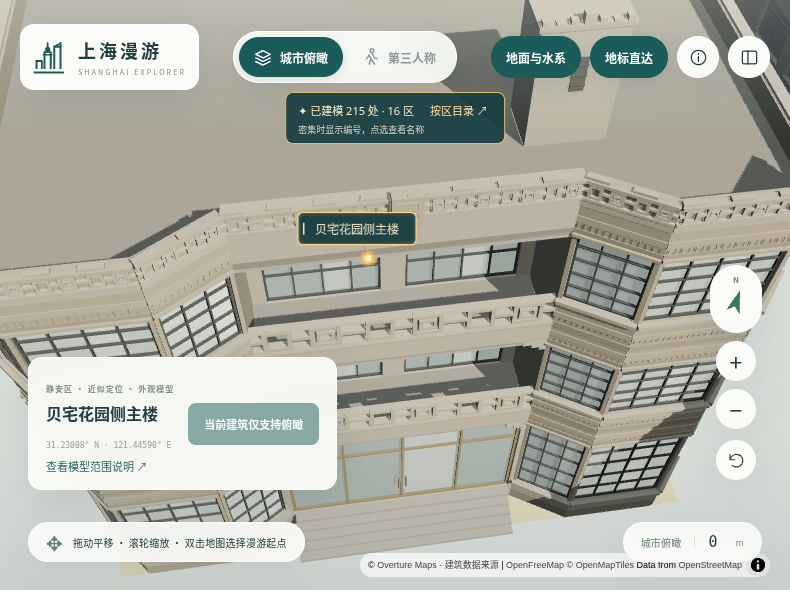 上海漫游
SHANGHAI EXPLORER
城市俯瞰
第三人称
地面与水系
地标直达
✦ 已建模 215 处 · 16 区 按区目录 ↗
密集时显示编号，点选查看名称
贝宅花园侧主楼
N
静安区 · 近似定位 · 外观模型
贝宅花园侧主楼
当前建筑仅支持俯瞰
31.23008° N · 121.44590° E
查看模型范围说明 ↗
拖动平移 · 滚轮缩放 · 双击地图选择漫游起点
城市俯瞰 0 m
© Overture Maps · 建筑数据来源 | OpenFreeMap © OpenMapTiles Data from OpenStreetMap